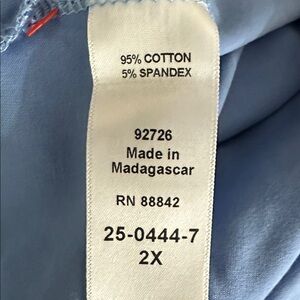 95% COTTON
5% SPANDEX
92726
Made in
Madagascar
RN 88842
25-0444-7
2X